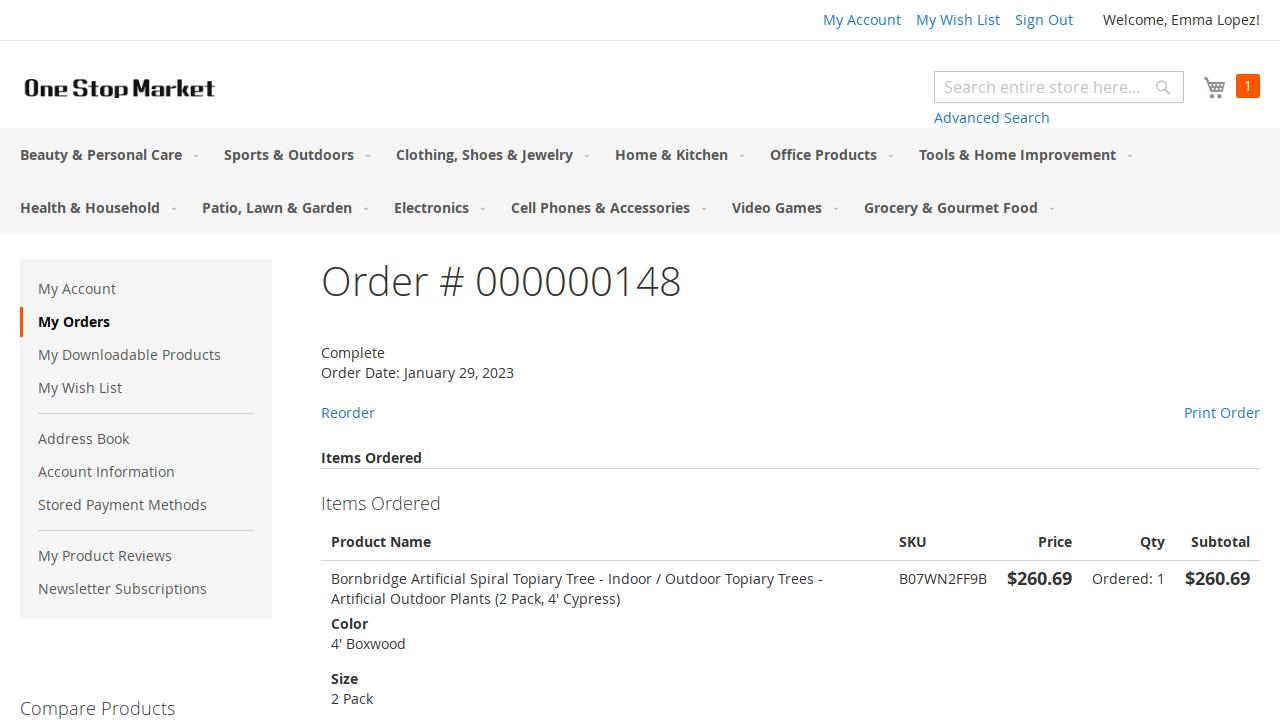 My Account My Wish List Sign Out Welcome, Emma Lopez!
One Stop Market
Search entire store here...
1
Advanced Search
Beauty & Personal Care Sports & Outdoors Clothing, Shoes & Jewelry Home & Kitchen Office Products Tools & Home Improvement
Health & Household Patio, Lawn & Garden Electronics Cell Phones & Accessories Video Games Grocery & Gourmet Food
My Account
My Orders
My Downloadable Products
My Wish List
Address Book
Account Information
Stored Payment Methods
My Product Reviews
Newsletter Subscriptions
Compare Products
Order # 000000148
Complete
Order Date: January 29, 2023
Reorder Print Order
Items Ordered
Items Ordered
Product Name SKU Price Qty Subtotal
Bornbridge Artificial Spiral Topiary Tree - Indoor / Outdoor Topiary Trees - B07WN2FF9B $260.69 Ordered: 1 $260.69
Artificial Outdoor Plants (2 Pack, 4' Cypress)
Color
4' Boxwood
Size
2 Pack